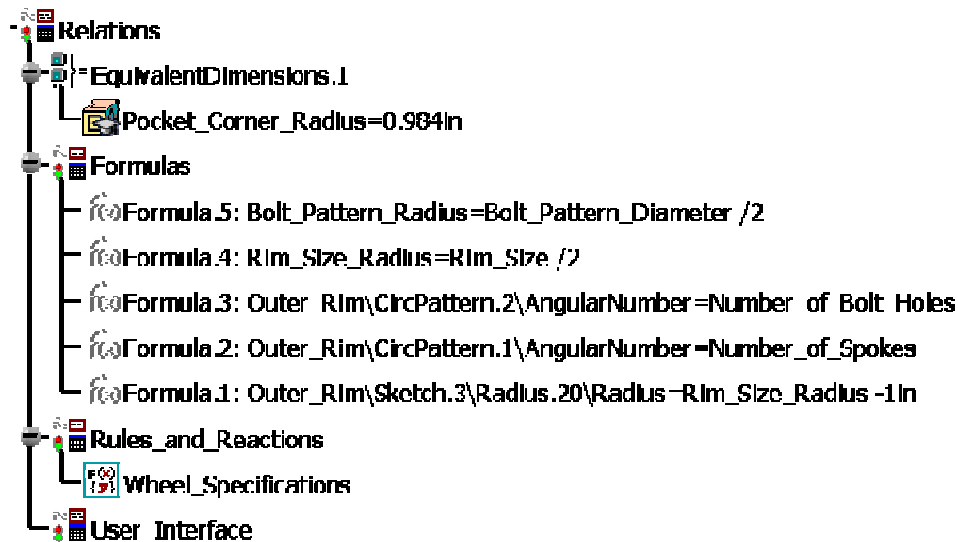 Relations
EquivalentDimensions.1
Pocket_Corner_Radius=0.984in
Formulas
Formula.5: Bolt_Pattern_Radius=Bolt_Pattern_Diameter /2
Formula.4: Rim_Size_Radius=Rim_Size /2
Formula.3: Outer_Rim\CircPattern.2\AngularNumber=Number_of_Bolt_Holes
Formula.2: Outer_Rim\CircPattern.1\AngularNumber=Number_of_Spokes
Formula.1: Outer_Rim\Sketch.3\Radius.20\Radius=Rim_Size_Radius -1in
Rules_and_Reactions
Wheel_Specifications
User_Interface